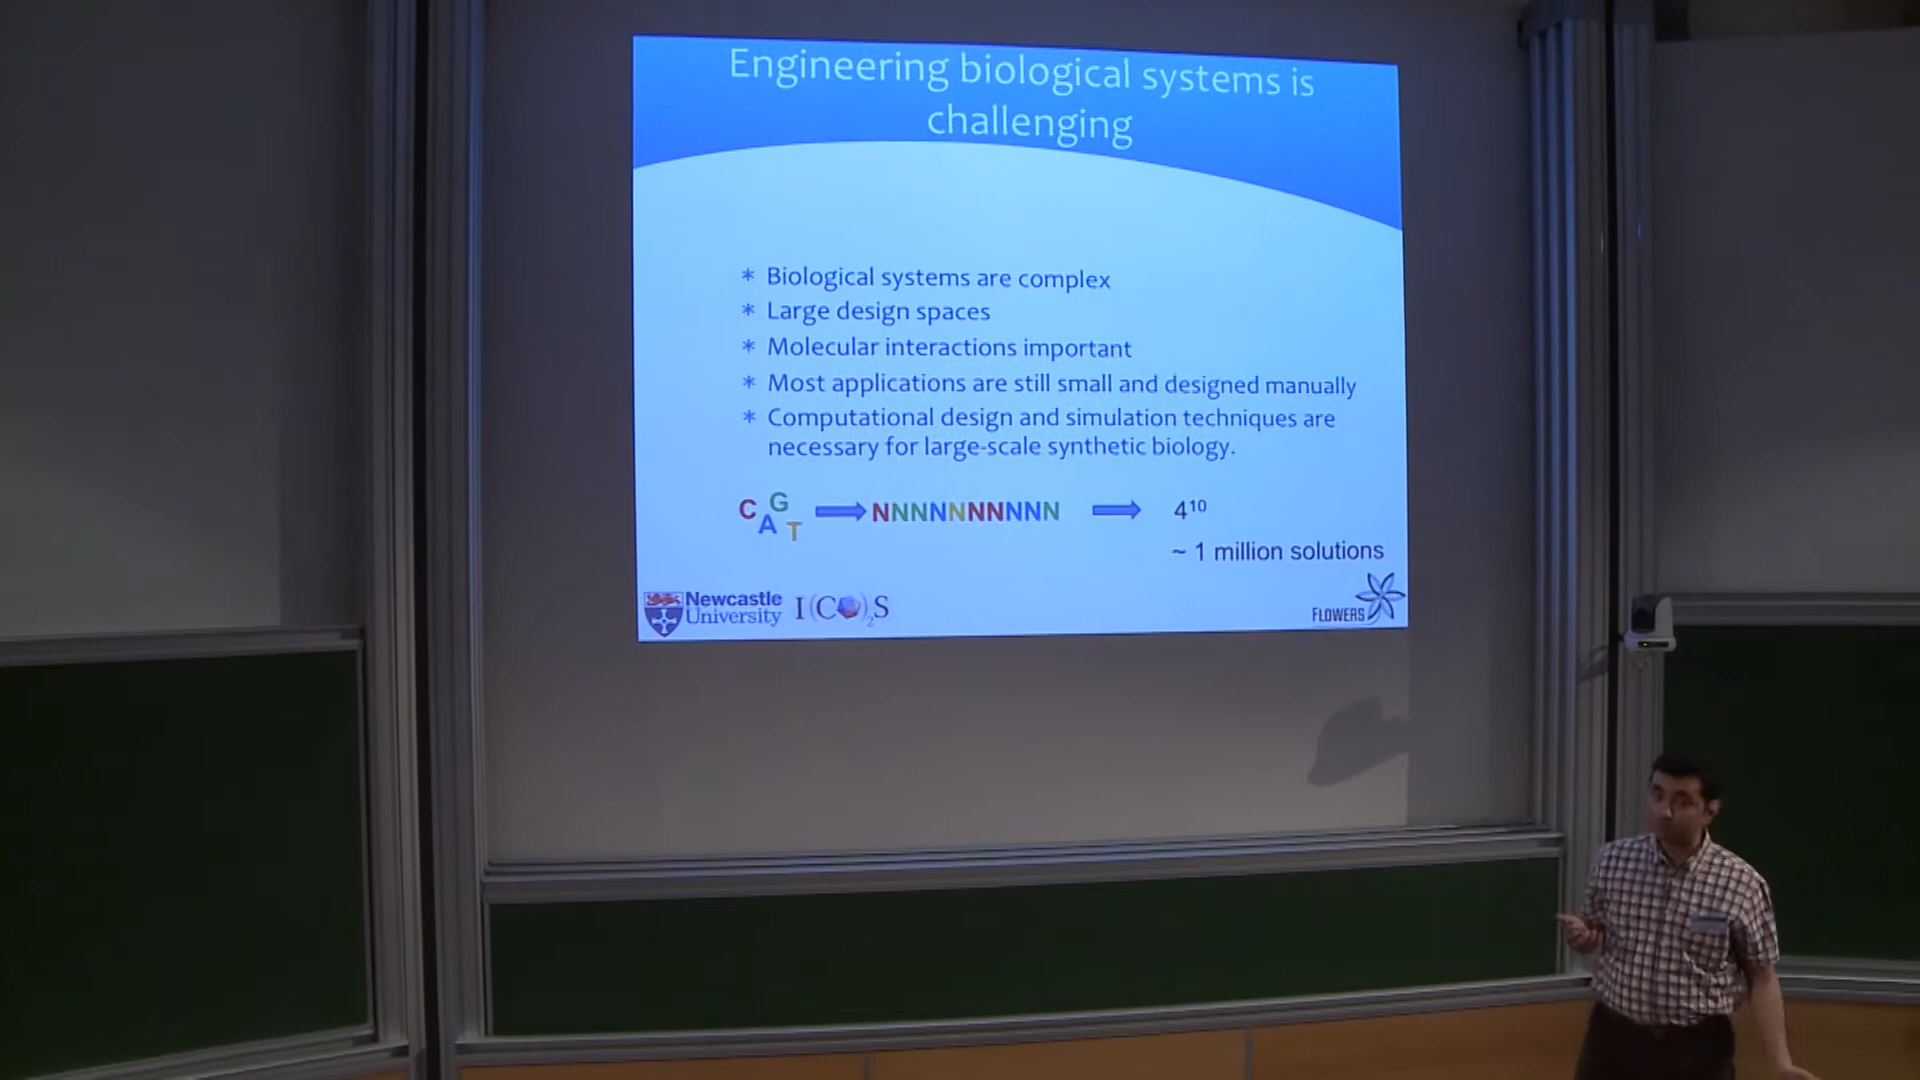 Engineering biological systems is
challenging
* Biological systems are complex
* Large design spaces
* Molecular interactions important
* Most applications are still small and designed manually
* Computational design and simulation techniques are
necessary for large-scale synthetic biology.
C A G T NNNNNNNNNN 4¹⁰
~ 1 million solutions
Newcastle
University I(CO)₂S
FLOWERS